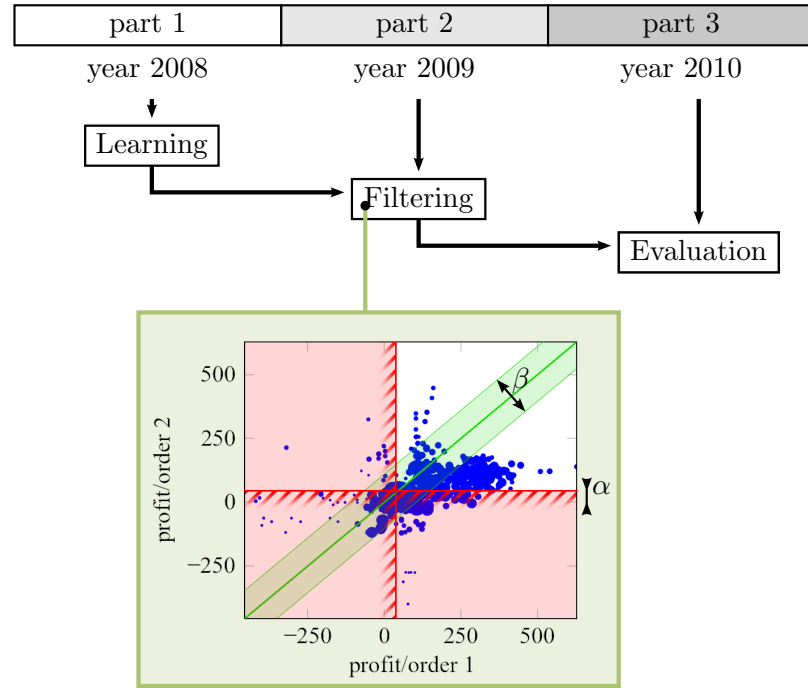 part 1 part 2 part 3
year 2008 year 2009 year 2010
Learning
Filtering
Evaluation
500
250
0
−250
profit/order 2
β
α
−250 0 250 500
profit/order 1